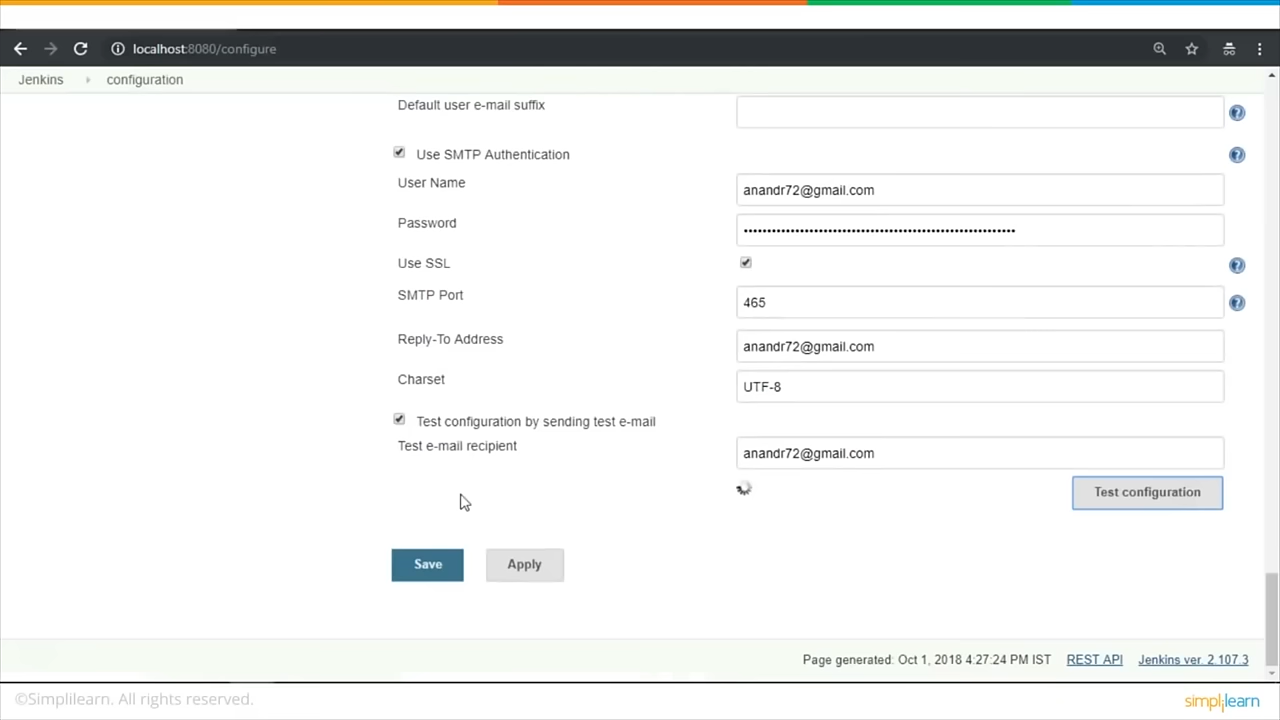 localhost:8080/configure
Jenkins configuration
Default user e-mail suffix
Use SMTP Authentication
User Name anandr72@gmail.com
Password ••••••••••••••••••••••••••••••••••••••••••••••••••••••••••
Use SSL
SMTP Port 465
Reply-To Address anandr72@gmail.com
Charset UTF-8
Test configuration by sending test e-mail
Test e-mail recipient anandr72@gmail.com
Test configuration
Save Apply
Page generated: Oct 1, 2018 4:27:24 PM IST REST API Jenkins ver. 2.107.3
©Simplilearn. All rights reserved. simplilearn